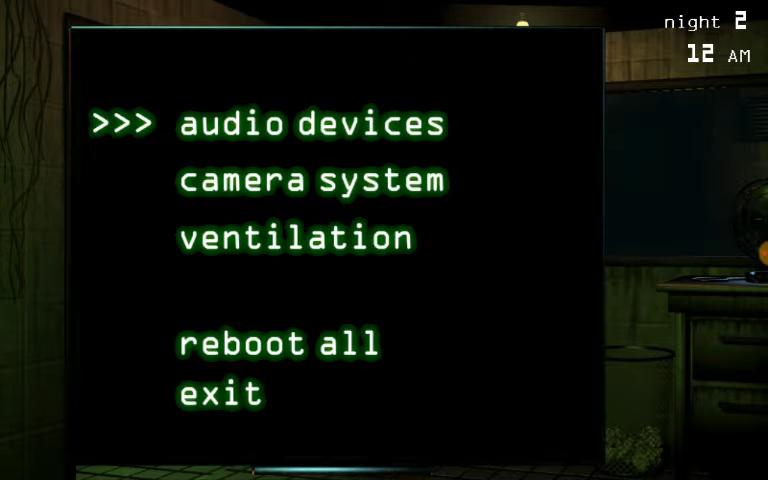 night 2
12 AM
>>> audio devices
camera system
ventilation
reboot all
exit